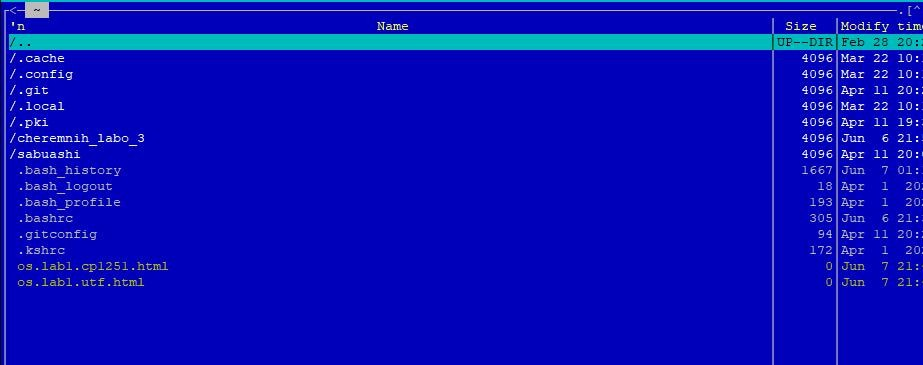 <─ ~ ─.[^
'n Name Size Modify tim
/.. UP--DIR Feb 28 20:
/.cache 4096 Mar 22 10:
/.config 4096 Mar 22 10:
/.git 4096 Apr 11 20:
/.local 4096 Mar 22 10:
/.pki 4096 Apr 11 19:
/cheremnih_labo_3 4096 Jun 6 21:
/sabuashi 4096 Apr 11 20:
.bash_history 1667 Jun 7 01:
.bash_logout 18 Apr 1 20
.bash_profile 193 Apr 1 20
.bashrc 305 Jun 6 21:
.gitconfig 94 Apr 11 20:
.kshrc 172 Apr 1 20
os.lab1.cp1251.html 0 Jun 7 21:
os.lab1.utf.html 0 Jun 7 21: